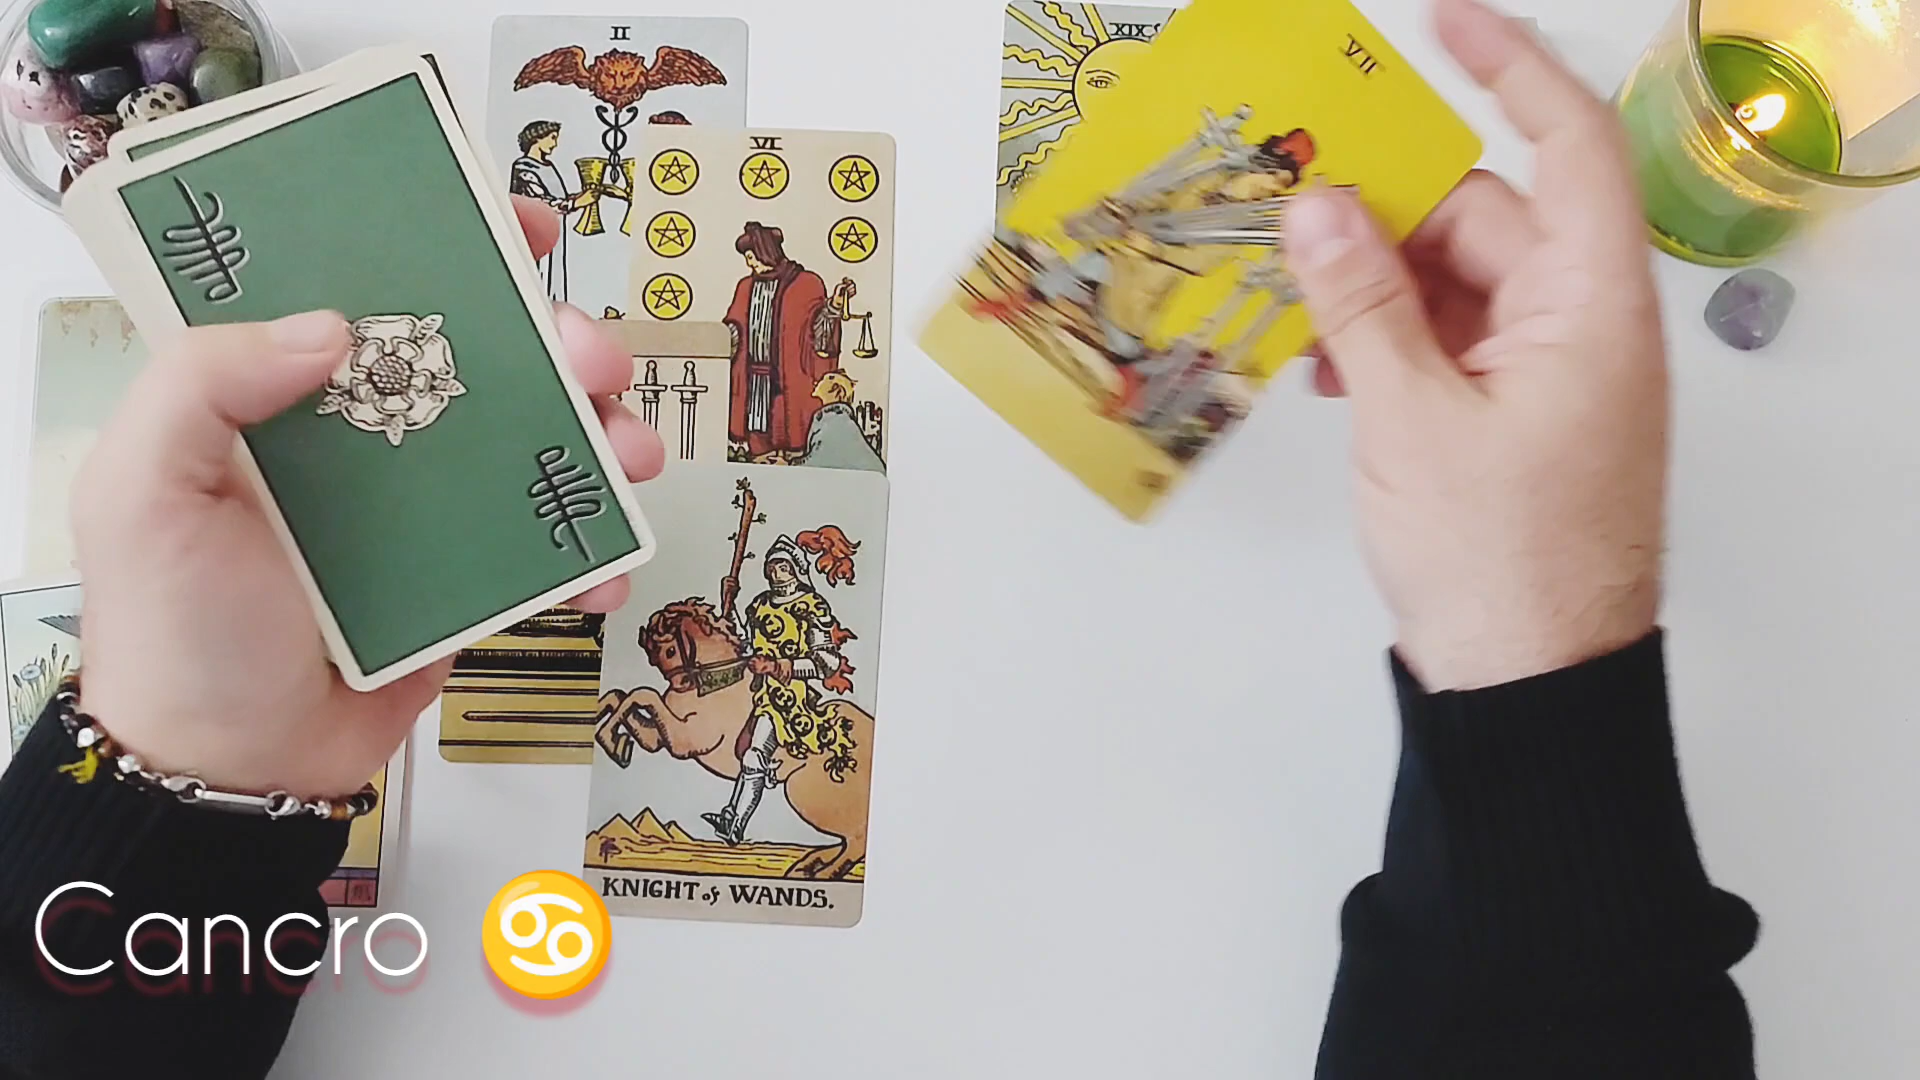 II
XIX
VII
VI
KNIGHT of WANDS.
Cancro ♋